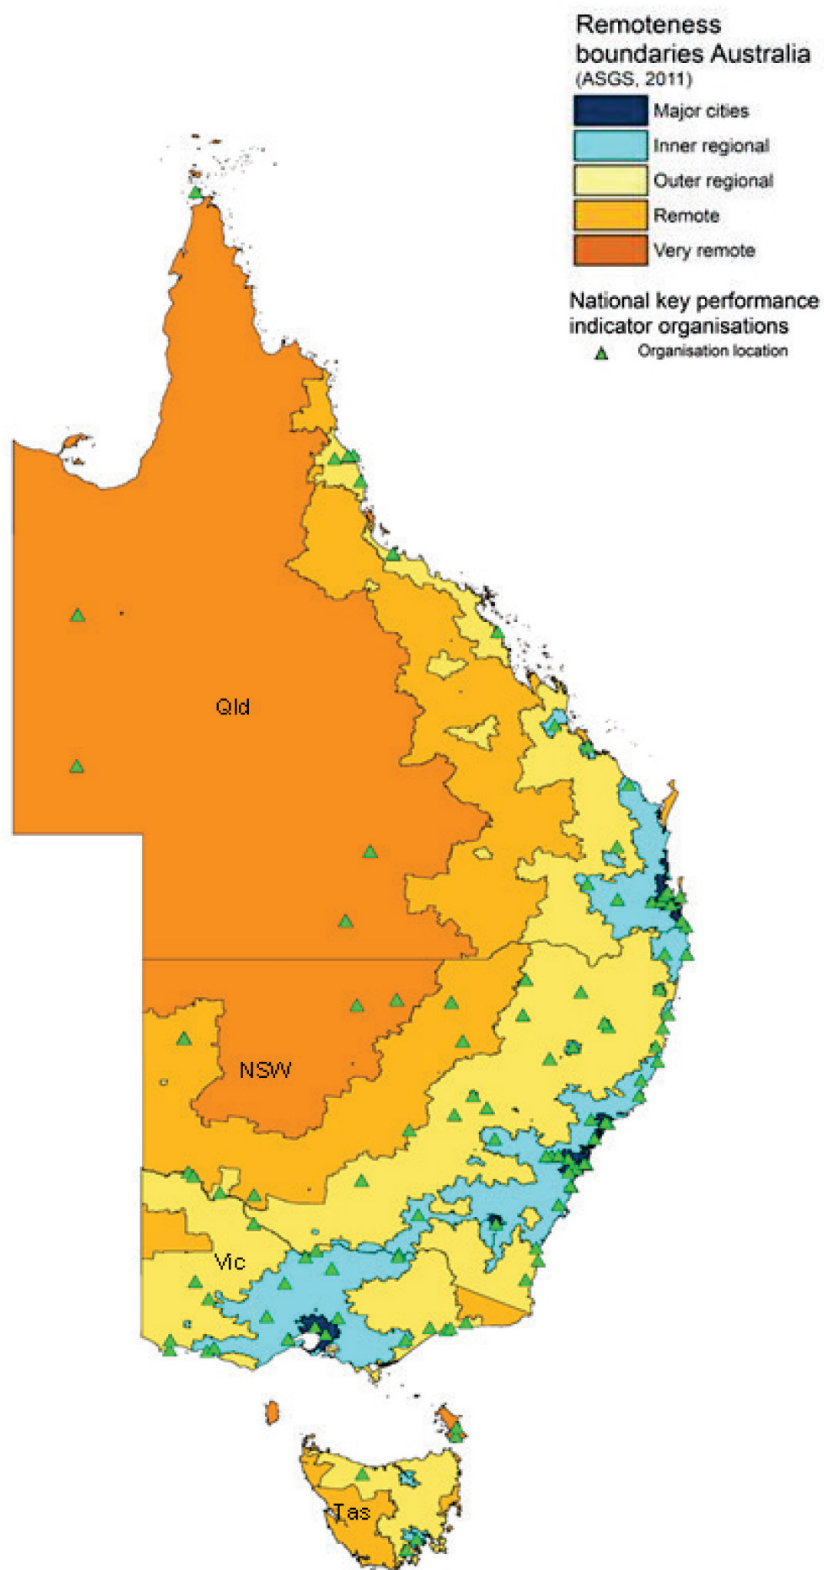 Remoteness
boundaries Australia
(ASGS, 2011)
Major cities
Inner regional
Outer regional
Remote
Very remote
National key performance
indicator organisations
Organisation location
Qld
NSW
Vic
Tas